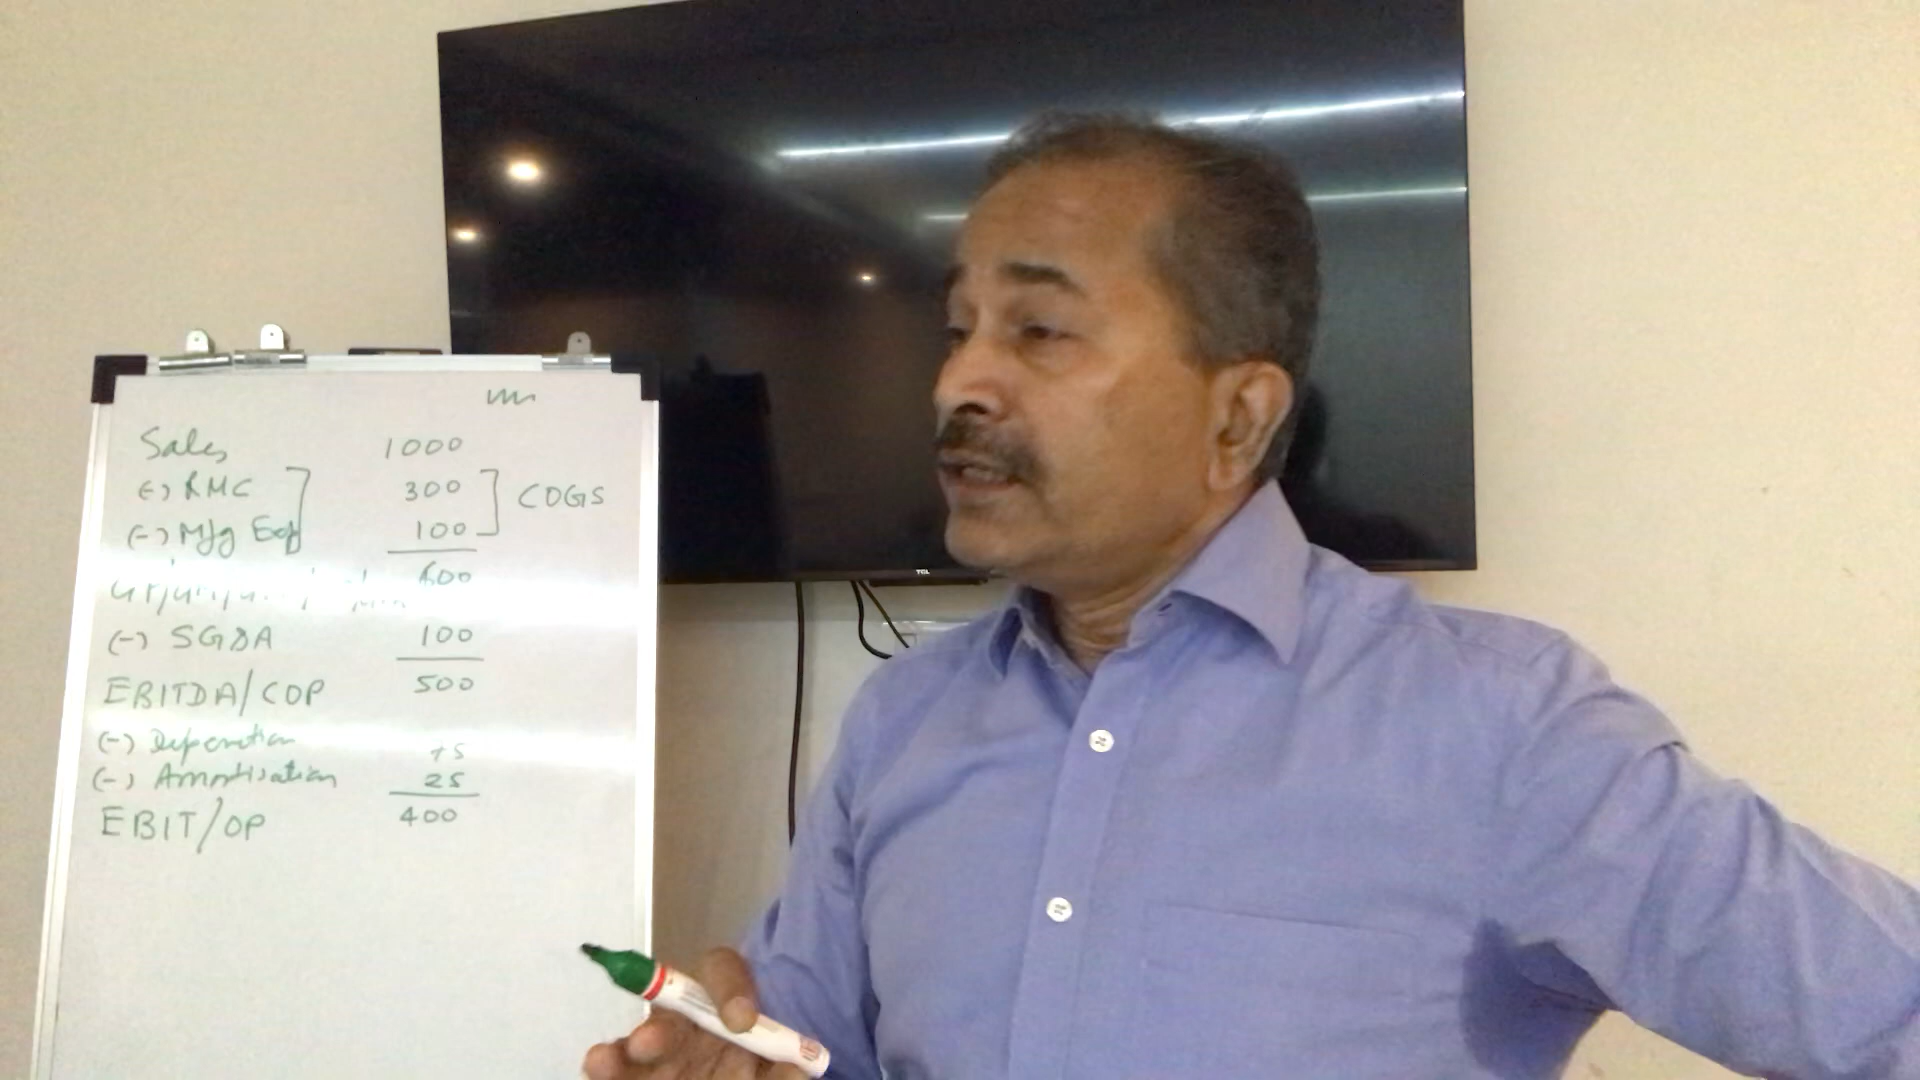 Sales 1000
(-) RMC 300
(-) Mfg Exp 100 COGS
600
(-) SG&A 100
EBITDA/COP 500
(-) Depreciation 75
(-) Amortisation 25
EBIT/OP 400
TCL